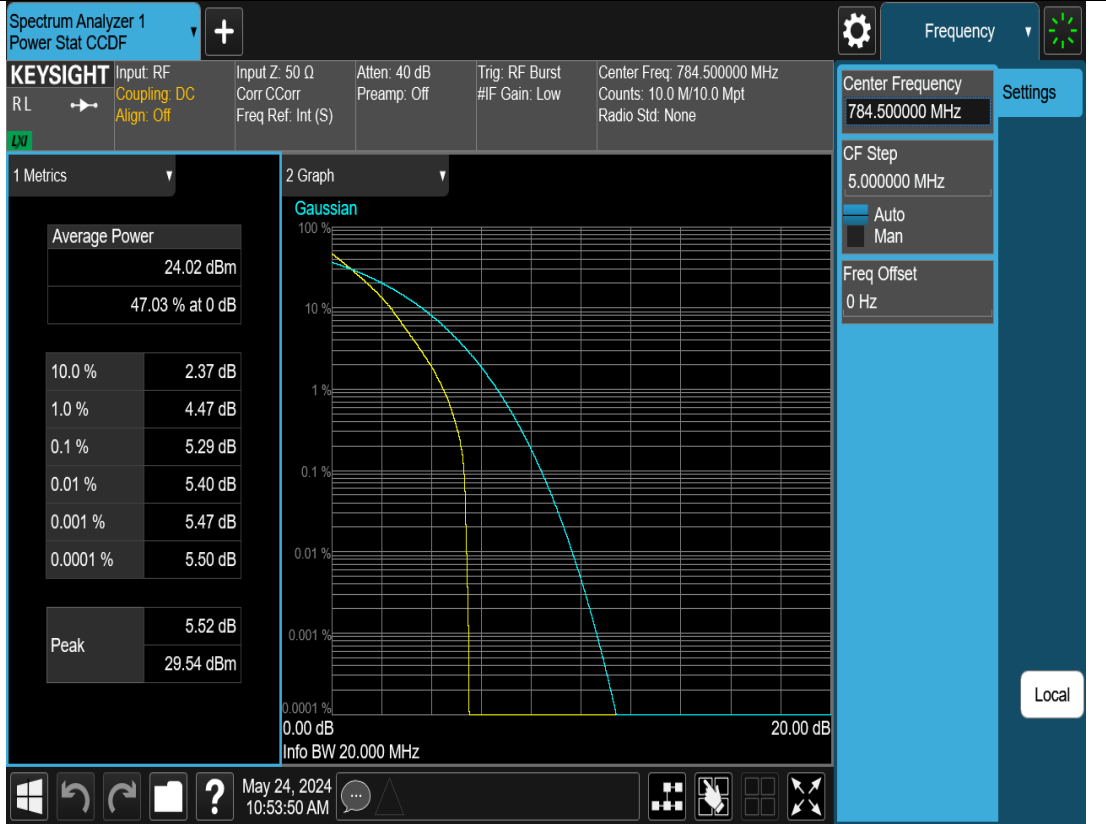 Spectrum Analyzer 1
Power Stat CCDF
+
Frequency
KEYSIGHT
RL
LXI
Input: RF
Coupling: DC
Align: Off
Input Z: 50 Ω
Corr CCorr
Freq Ref: Int (S)
Atten: 40 dB
Preamp: Off
Trig: RF Burst
#IF Gain: Low
Center Freq: 784.500000 MHz
Counts: 10.0 M/10.0 Mpt
Radio Std: None
Center Frequency
784.500000 MHz
Settings
CF Step
5.000000 MHz
Auto
Man
Freq Offset
0 Hz
1 Metrics
Average Power
24.02 dBm
47.03 % at 0 dB
10.0 % 2.37 dB
1.0 % 4.47 dB
0.1 % 5.29 dB
0.01 % 5.40 dB
0.001 % 5.47 dB
0.0001 % 5.50 dB
Peak
5.52 dB
29.54 dBm
2 Graph
Gaussian
100 %
10 %
1 %
0.1 %
0.01 %
0.001 %
0.0001 %
0.00 dB 20.00 dB
Info BW 20.000 MHz
Local
?
May 24, 2024
10:53:50 AM